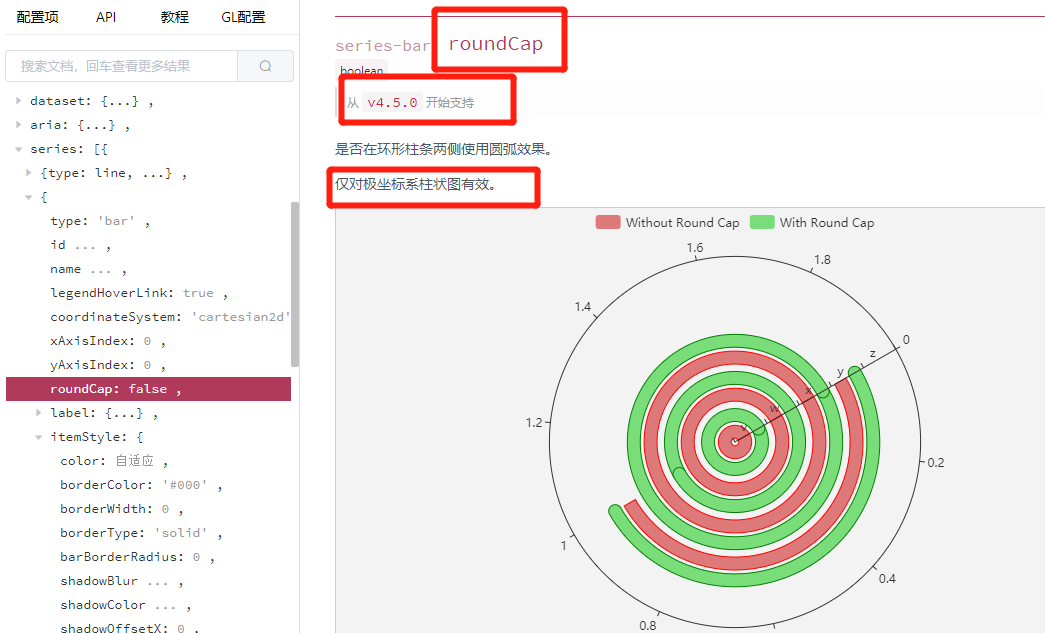 配置项 API 教程 GL配置
搜索文档，回车查看更多结果
dataset: {...} ,
aria: {...} ,
series: [{
{type: line, ...} ,
{
type: 'bar' ,
id ... ,
name ... ,
legendHoverLink: true ,
coordinateSystem: 'cartesian2d'
xAxisIndex: 0 ,
yAxisIndex: 0 ,
roundCap: false ,
label: {...} ,
itemStyle: {
color: 自适应 ,
borderColor: '#000' ,
borderWidth: 0 ,
borderType: 'solid' ,
barBorderRadius: 0 ,
shadowBlur ... ,
shadowColor ... ,
shadowOffsetX: 0 ,
series-bar. roundCap
boolean
从 v4.5.0 开始支持
是否在环形柱条两侧使用圆弧效果。
仅对极坐标系柱状图有效。
Without Round Cap With Round Cap
1.6
1.8
1.4
0
z
y
x
w
v
1.2
0.2
1
0.4
0.8